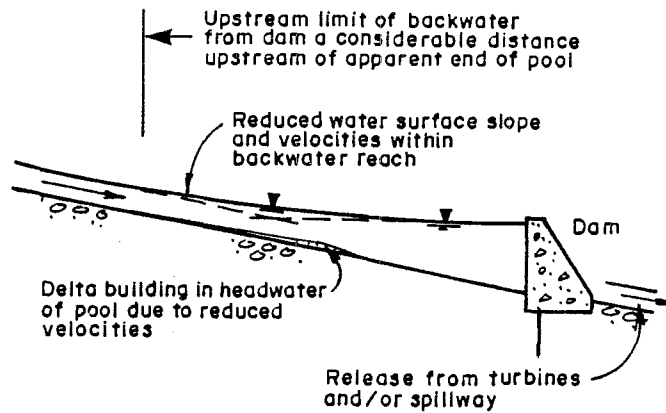 Upstream limit of backwater
from dam a considerable distance
upstream of apparent end of pool
Reduced water surface slope
and velocities within
backwater reach
Dam
Delta building in headwater
of pool due to reduced
velocities
Release from turbines
and/or spillway